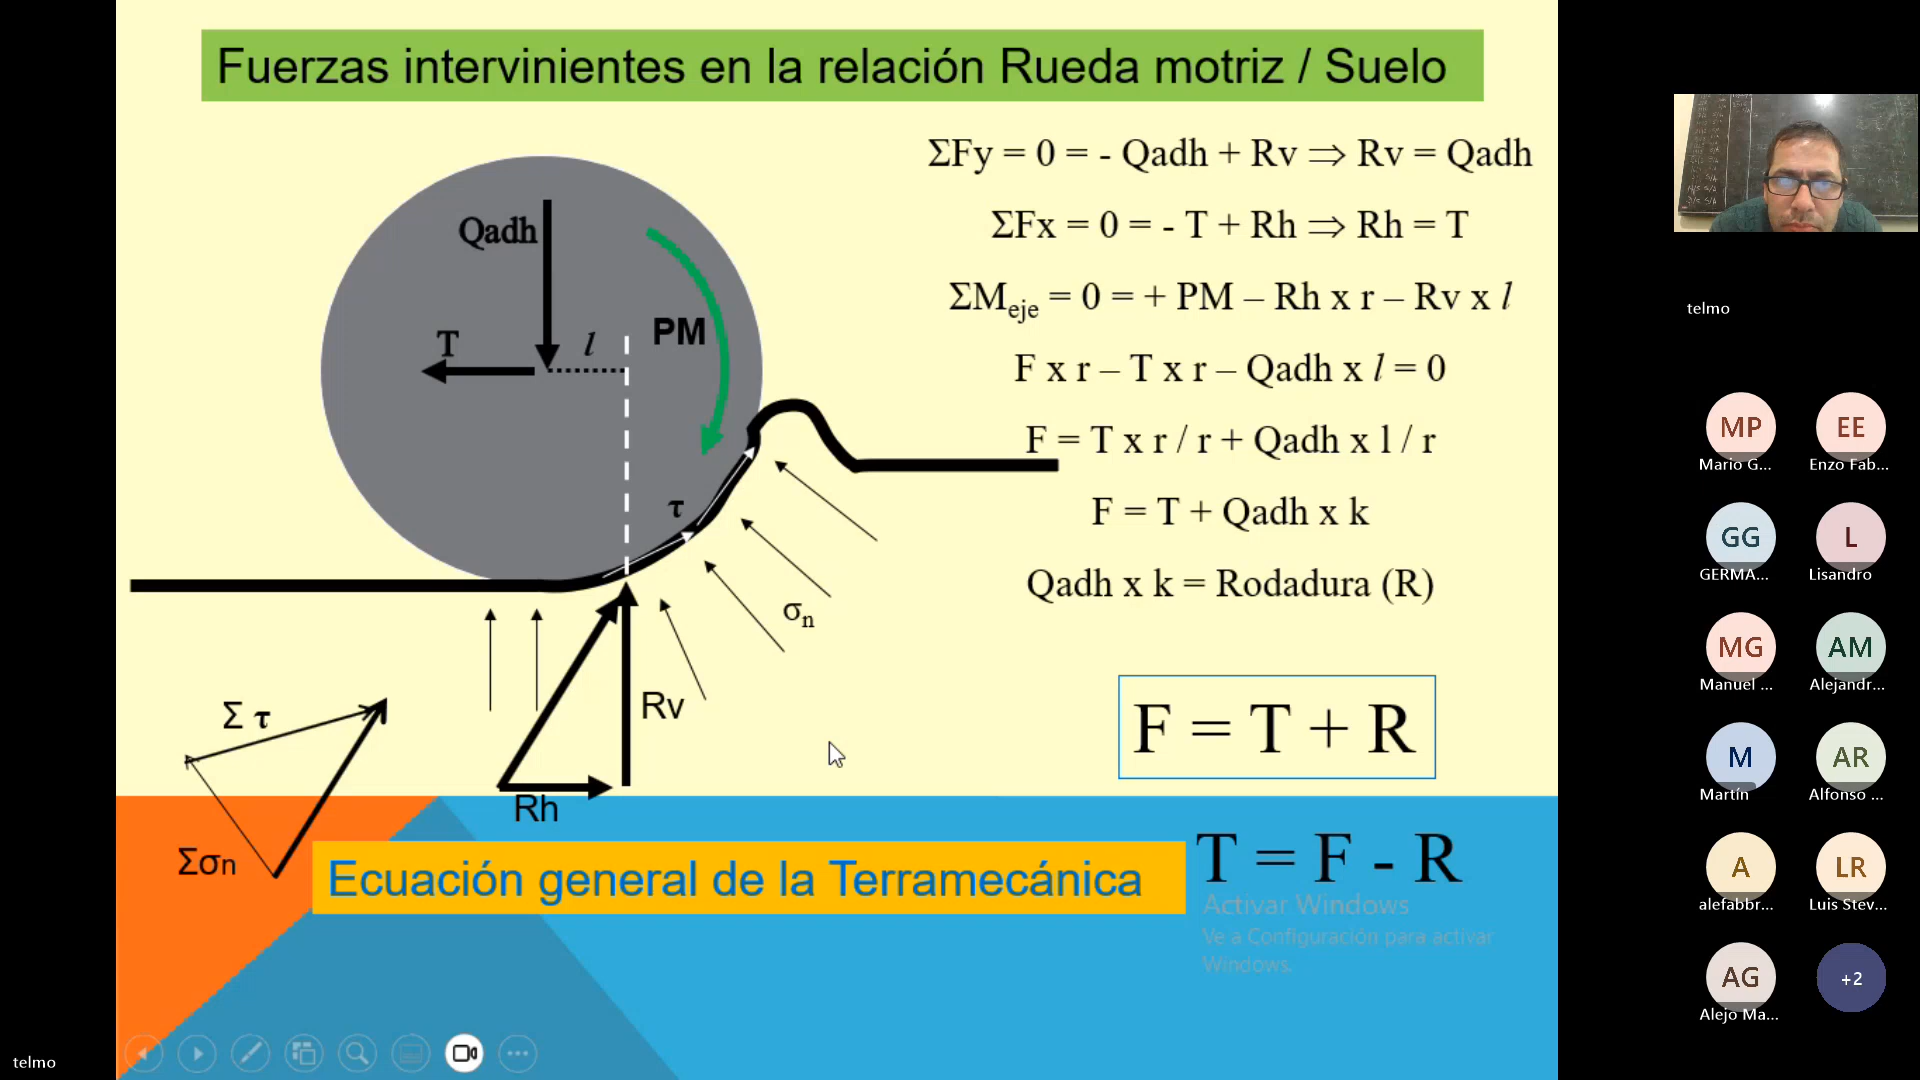 Fuerzas intervinientes en la relación Rueda motriz / Suelo
ΣFy = 0 = - Qadh + Rv ⇒ Rv = Qadh
ΣFx = 0 = - T + Rh ⇒ Rh = T
ΣMeje = 0 = + PM – Rh x r – Rv x l
F x r – T x r – Qadh x l = 0
F = T x r / r + Qadh x l / r
F = T + Qadh x k
Qadh x k = Rodadura (R)
F = T + R
Qadh
T
l
PM
τ
σn
Rv
Rh
Σ τ
Σσn
Ecuación general de la Terramecánica
T = F - R
Activar Windows
Ve a Configuración para activar
Windows.
telmo
telmo
MP
Mario G...
EE
Enzo Fab...
GG
GERMA...
L
Lisandro
MG
Manuel ...
AM
Alejandr...
M
Martín
AR
Alfonso ...
A
alefabbr...
LR
Luis Stev...
AG
Alejo Ma...
+2